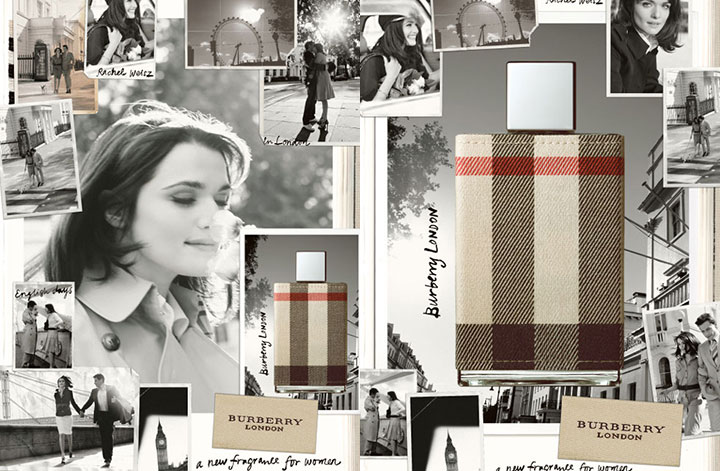 Rachel Weisz
in London
English days
Burberry LONDON
BURBERRY
LONDON
a new fragrance for women
Rachel Weisz
Burberry LONDON
BURBERRY
LONDON
a new fragrance for women